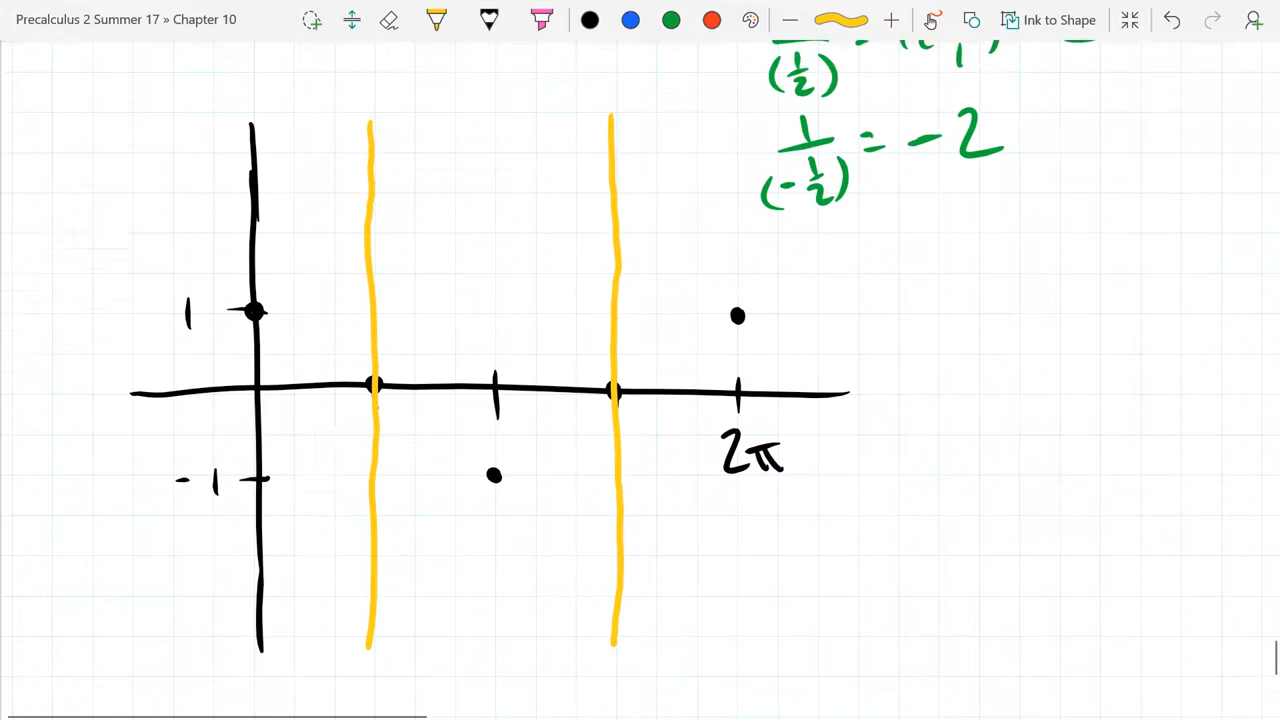 Precalculus 2 Summer 17 » Chapter 10
Ink to Shape
(1/2)
1/(-1/2) = -2
1
-1
2π